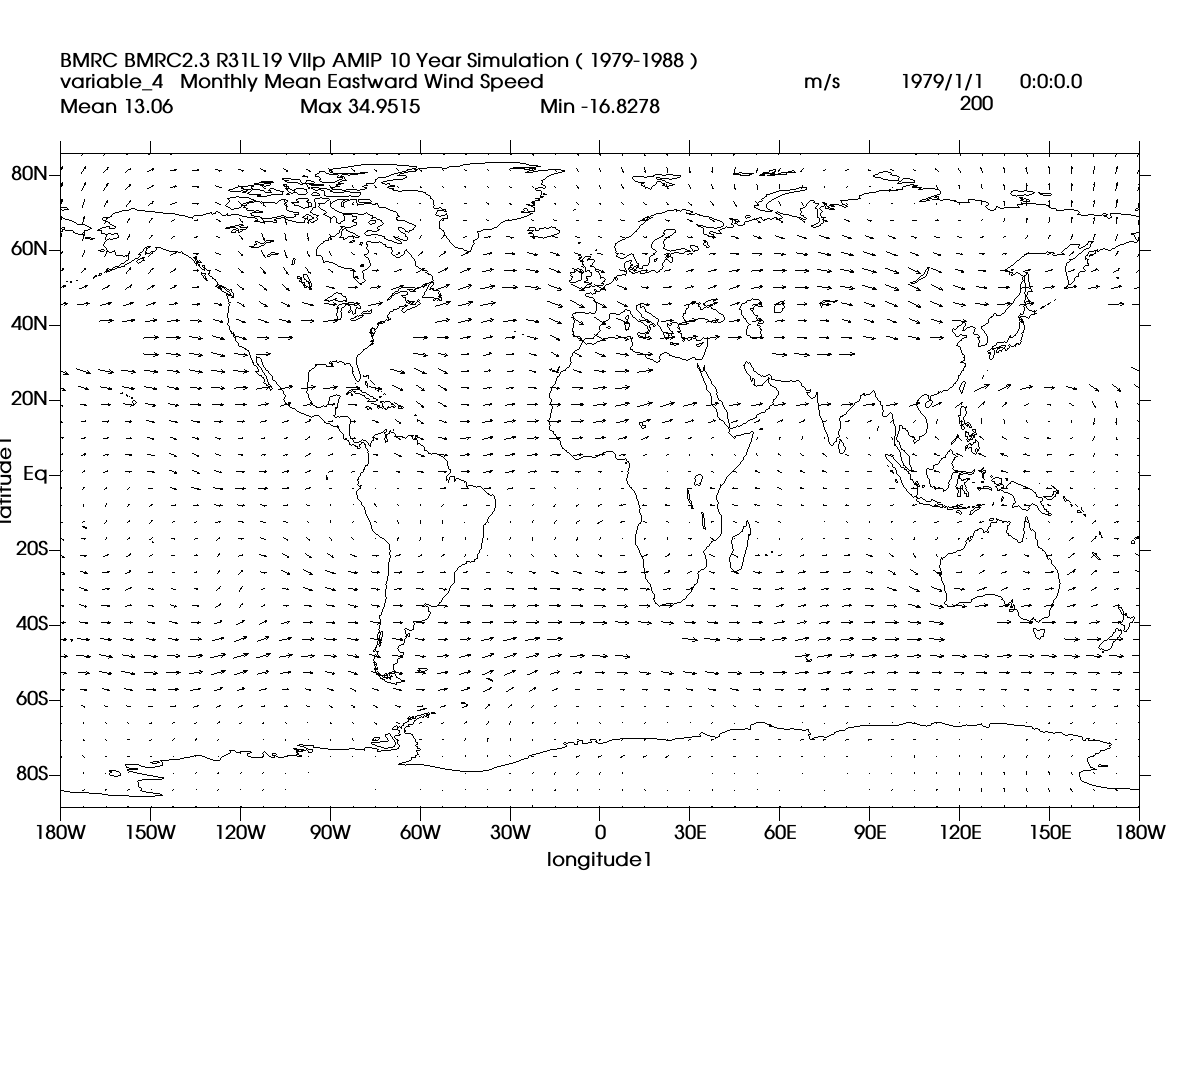 BMRC BMRC2.3 R31L19 VIIp AMIP 10 Year Simulation ( 1979-1988 )
variable_4 Monthly Mean Eastward Wind Speed m/s 1979/1/1 0:0:0.0
Mean 13.06 Max 34.9515 Min -16.8278 200
80N
60N
40N
20N
Eq
20S
40S
60S
80S
latitude1
180W 150W 120W 90W 60W 30W 0 30E 60E 90E 120E 150E 180W
longitude1